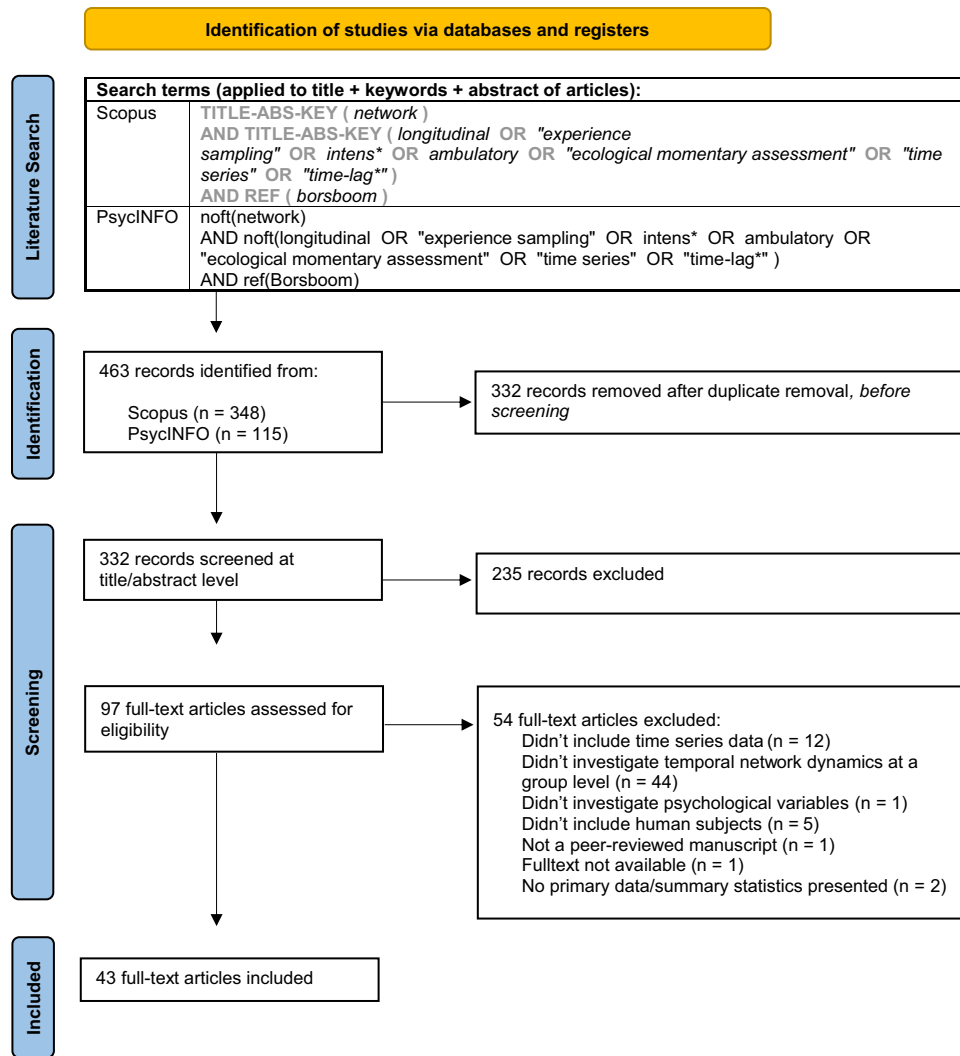 Identification of studies via databases and registers
Literature Search
Search terms (applied to title + keywords + abstract of articles):
Scopus
TITLE-ABS-KEY ( network )
AND TITLE-ABS-KEY ( longitudinal OR "experience
sampling" OR intens* OR ambulatory OR "ecological momentary assessment" OR "time
series" OR "time-lag*" )
AND REF ( borsboom )
PsycINFO
noft(network)
AND noft(longitudinal OR "experience sampling" OR intens* OR ambulatory OR
"ecological momentary assessment" OR "time series" OR "time-lag*" )
AND ref(Borsboom)
Identification
463 records identified from:
Scopus (n = 348)
PsycINFO (n = 115)
332 records removed after duplicate removal, before
screening
Screening
332 records screened at
title/abstract level
235 records excluded
97 full-text articles assessed for
eligibility
54 full-text articles excluded:
Didn't include time series data (n = 12)
Didn't investigate temporal network dynamics at a
group level (n = 44)
Didn't investigate psychological variables (n = 1)
Didn't include human subjects (n = 5)
Not a peer-reviewed manuscript (n = 1)
Fulltext not available (n = 1)
No primary data/summary statistics presented (n = 2)
Included
43 full-text articles included